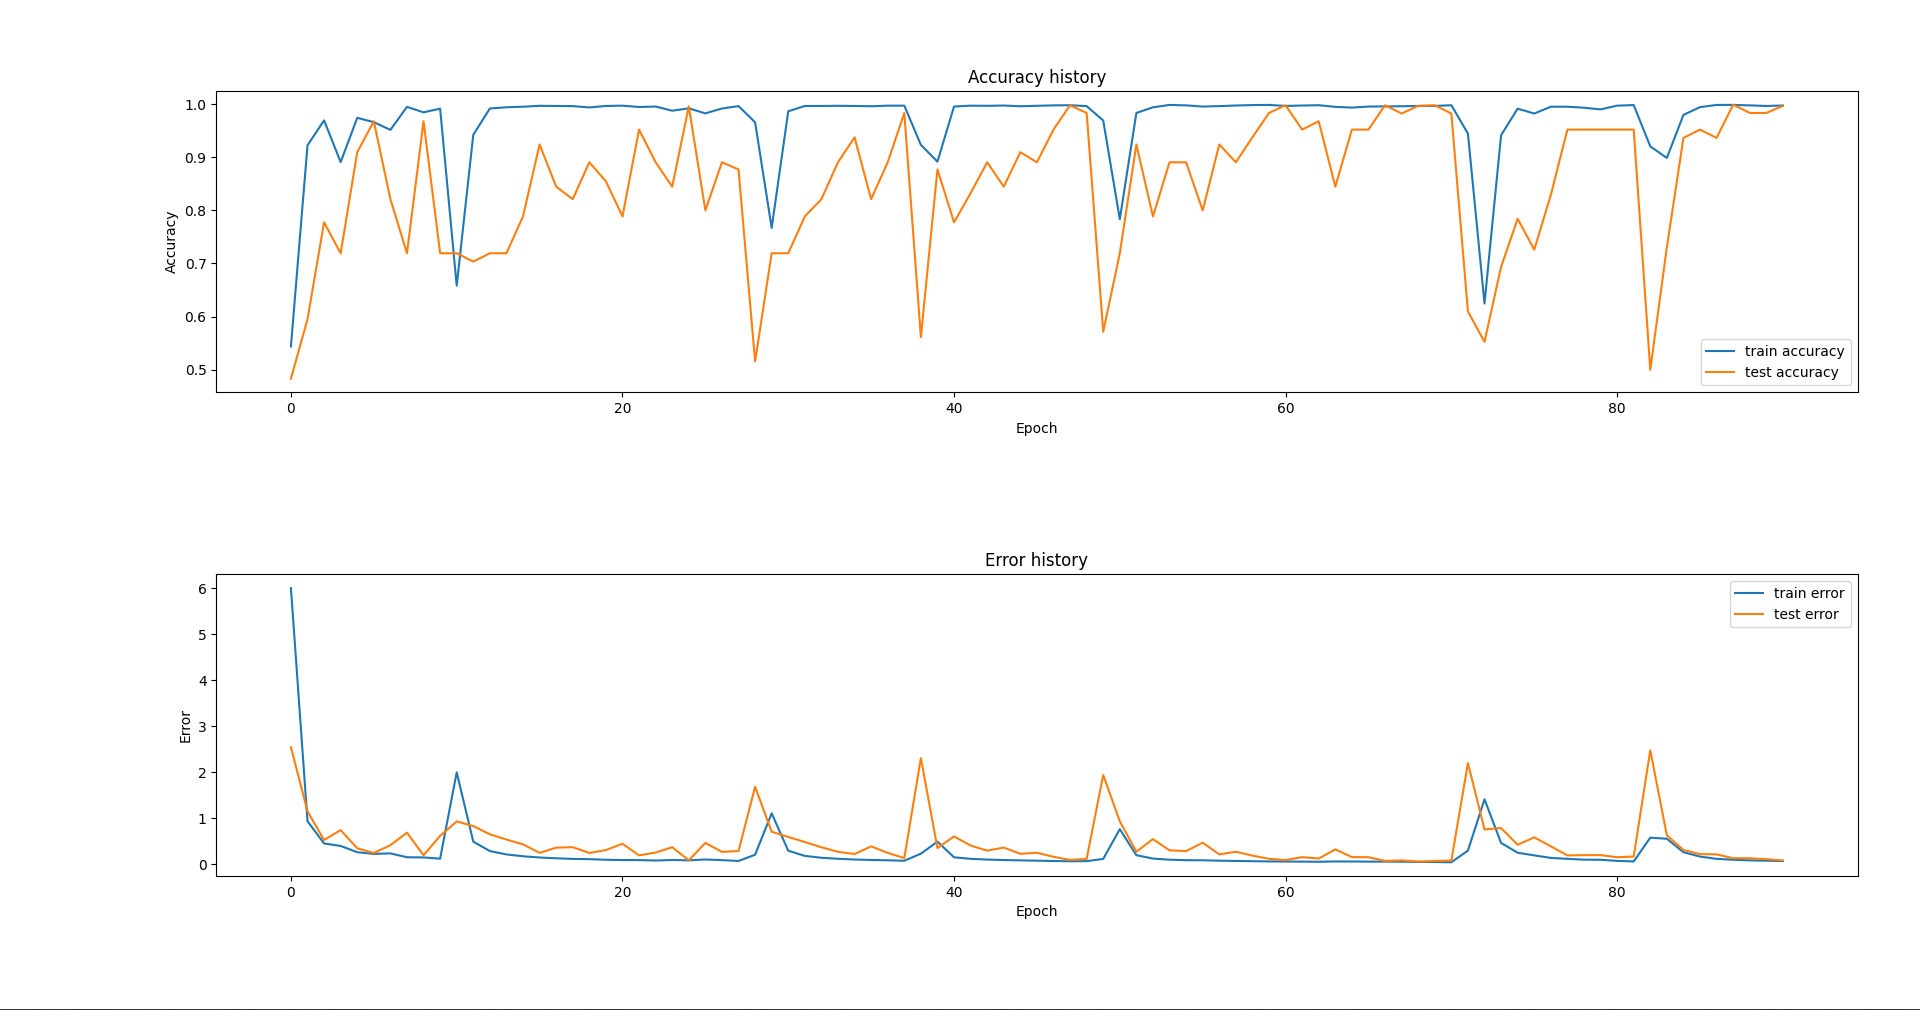 Accuracy history
1.0
0.9
0.8
0.7
0.6
0.5
Accuracy
train accuracy
test accuracy
0 20 40 60 80
Epoch
Error history
6
5
4
3
2
1
0
Error
train error
test error
0 20 40 60 80
Epoch